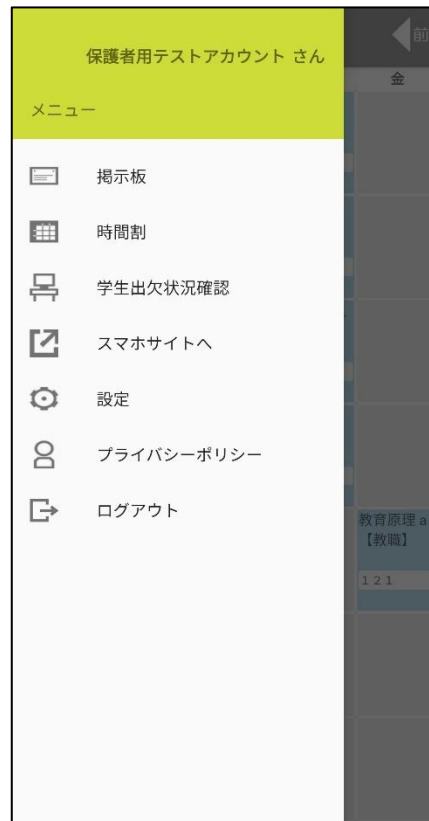 保護者用テストアカウント さん
メニュー
掲示板
時間割
学生出欠状況確認
スマホサイトへ
設定
プライバシーポリシー
ログアウト
前
金
教育原理 a
【教職】
１２１